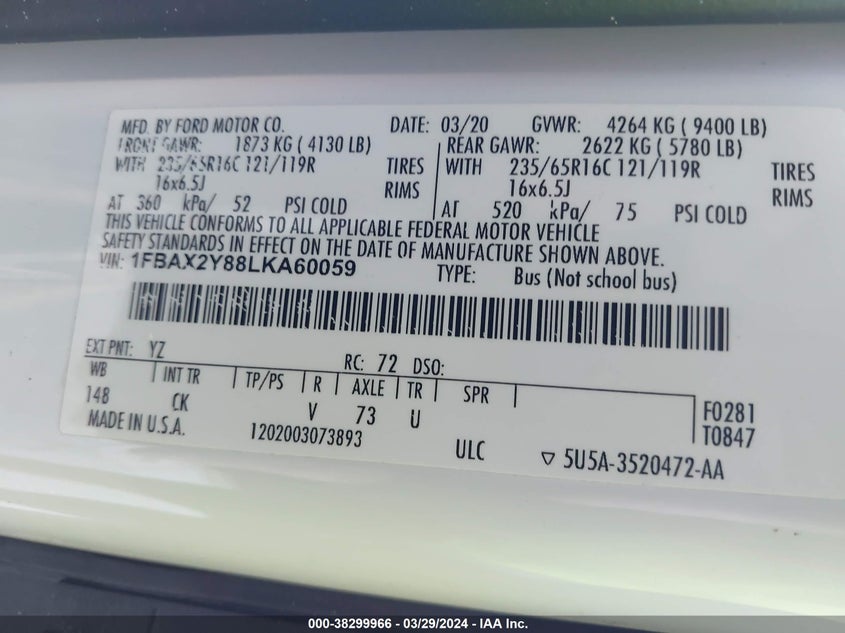 MFD. BY FORD MOTOR CO. DATE: 03/20 GVWR: 4264 KG ( 9400 LB)
FRONT GAWR: 1873 KG ( 4130 LB) REAR GAWR: 2622 KG ( 5780 LB)
WITH 235/65R16C 121/119R TIRES WITH 235/65R16C 121/119R TIRES
16x6.5J RIMS 16x6.5J RIMS
AT 360 kPa/ 52 PSI COLD AT 520 kPa/ 75 PSI COLD
THIS VEHICLE CONFORMS TO ALL APPLICABLE FEDERAL MOTOR VEHICLE
SAFETY STANDARDS IN EFFECT ON THE DATE OF MANUFACTURE SHOWN ABOVE.
VIN: 1FBAX2Y88LKA60059 TYPE: Bus (Not school bus)
EXT PNT: YZ RC: 72 DSO:
WB INT TR TP/PS R AXLE TR SPR
148 CK V 73 U F0281
MADE IN U.S.A. T0847
1202003073893 ULC ▽ 5U5A-3520472-AA
000-38299966 - 03/29/2024 - IAA Inc.